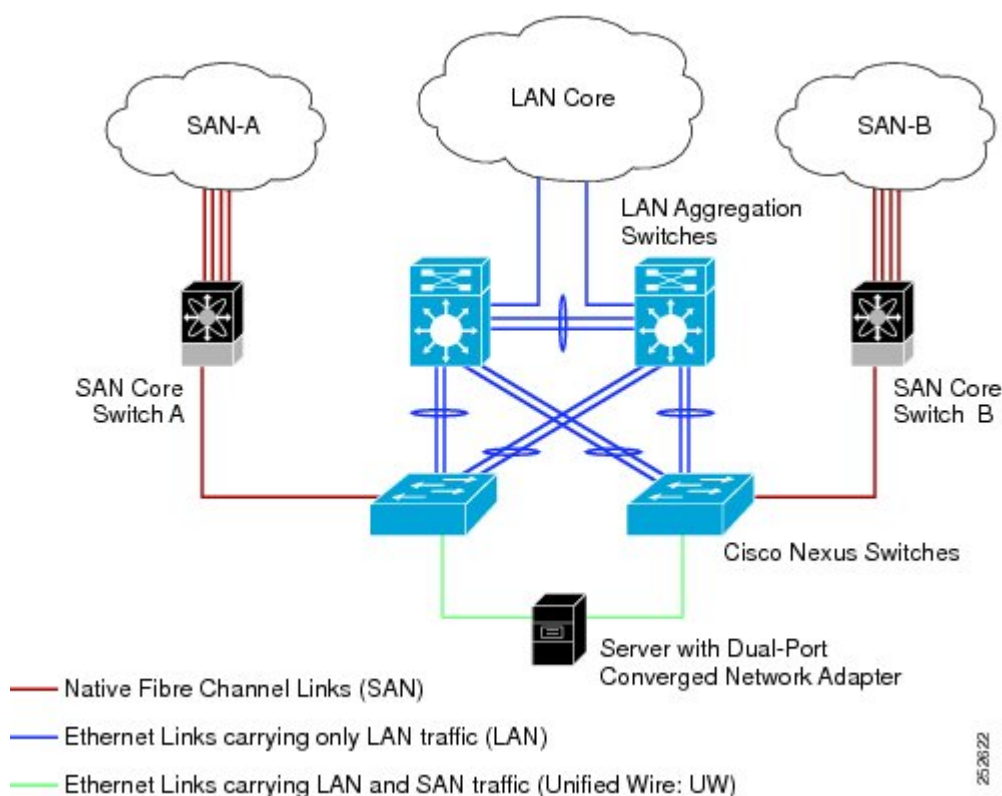 SAN-A
LAN Core
SAN-B
LAN Aggregation
Switches
SAN Core
Switch A
SAN Core
Switch B
Cisco Nexus Switches
Server with Dual-Port
Converged Network Adapter
Native Fibre Channel Links (SAN)
Ethernet Links carrying only LAN traffic (LAN)
Ethernet Links carrying LAN and SAN traffic (Unified Wire: UW)
252622